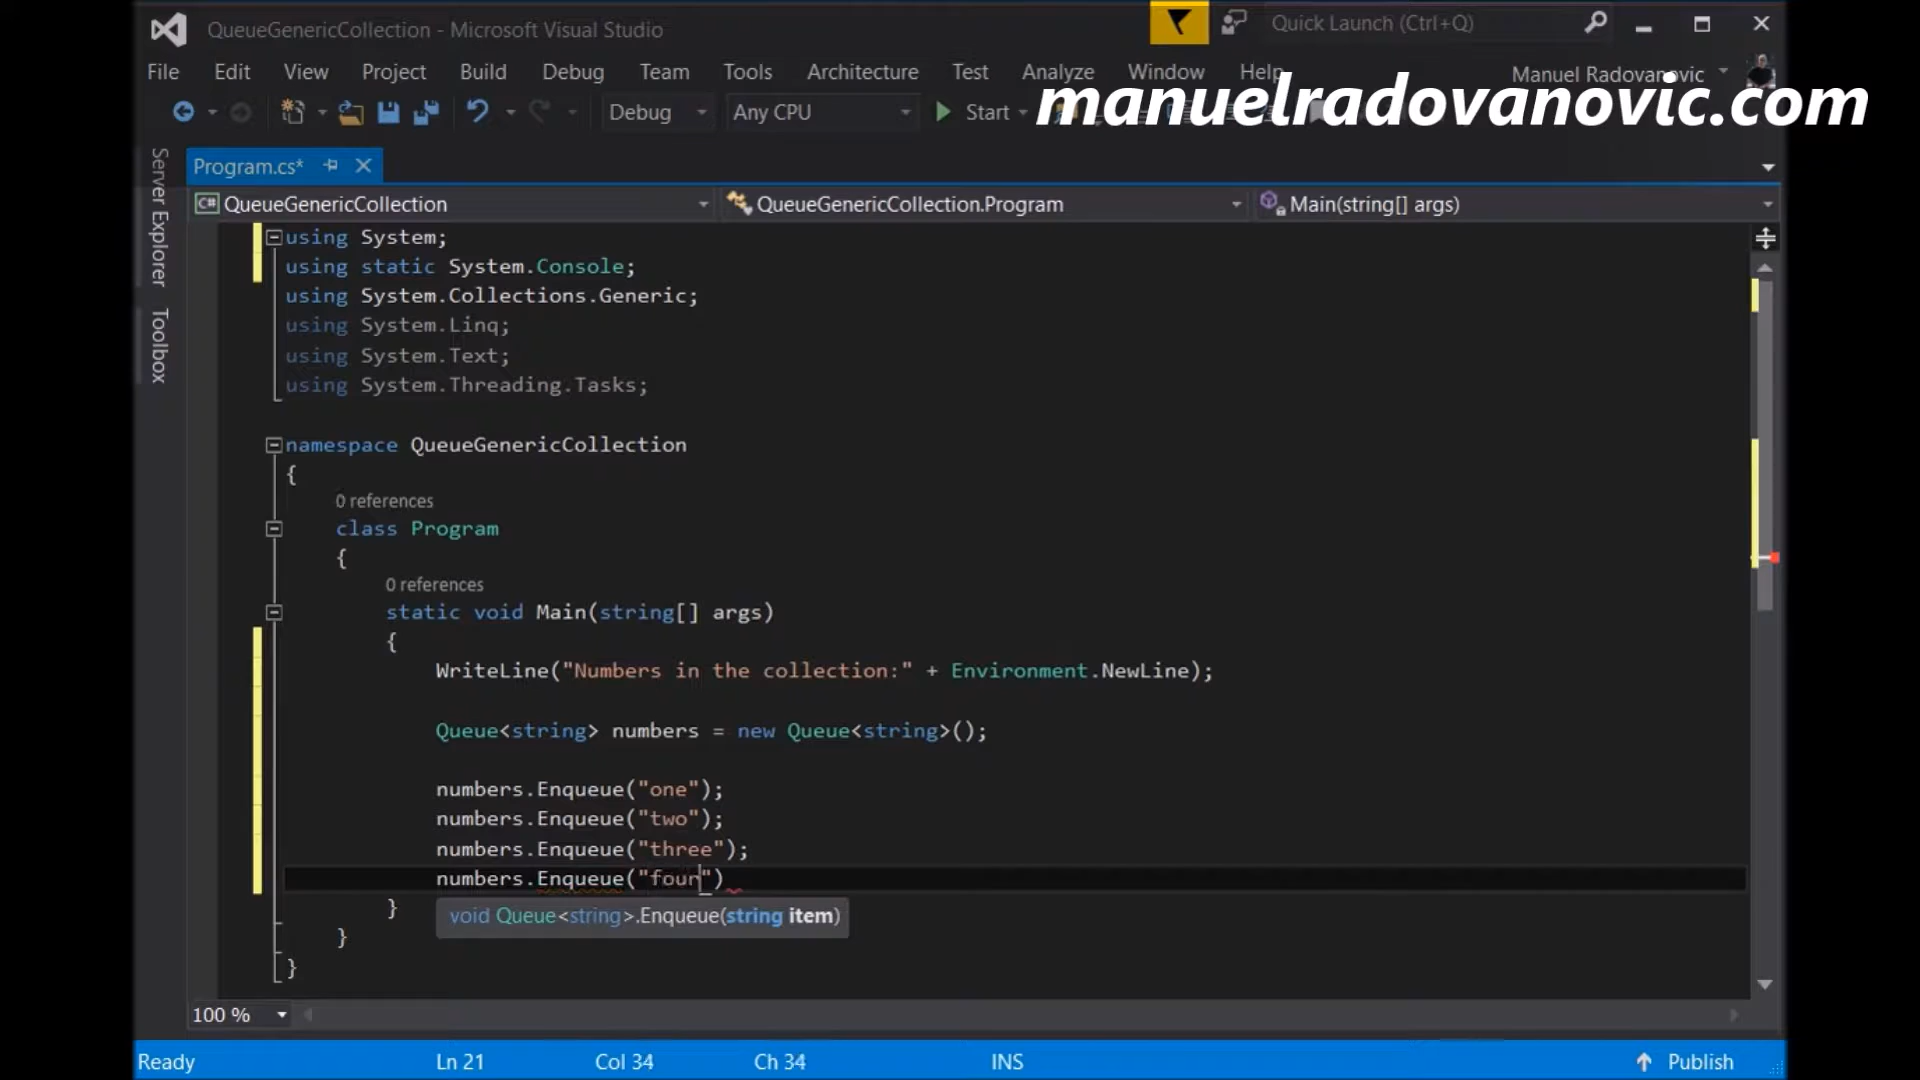 QueueGenericCollection - Microsoft Visual Studio
Quick Launch (Ctrl+Q)
File Edit View Project Build Debug Team Tools Architecture Test Analyze Window Help
Manuel Radovanovic
manuelradovanovic.com
Debug Any CPU Start
Server Explorer
Toolbox
Program.cs*
QueueGenericCollection QueueGenericCollection.Program Main(string[] args)
using System;
using static System.Console;
using System.Collections.Generic;
using System.Linq;
using System.Text;
using System.Threading.Tasks;
namespace QueueGenericCollection
{
0 references
class Program
{
0 references
static void Main(string[] args)
{
WriteLine("Numbers in the collection:" + Environment.NewLine);
Queue<string> numbers = new Queue<string>();
numbers.Enqueue("one");
numbers.Enqueue("two");
numbers.Enqueue("three");
numbers.Enqueue("four")
}
void Queue<string>.Enqueue(string item)
}
}
100 %
Ready Ln 21 Col 34 Ch 34 INS Publish